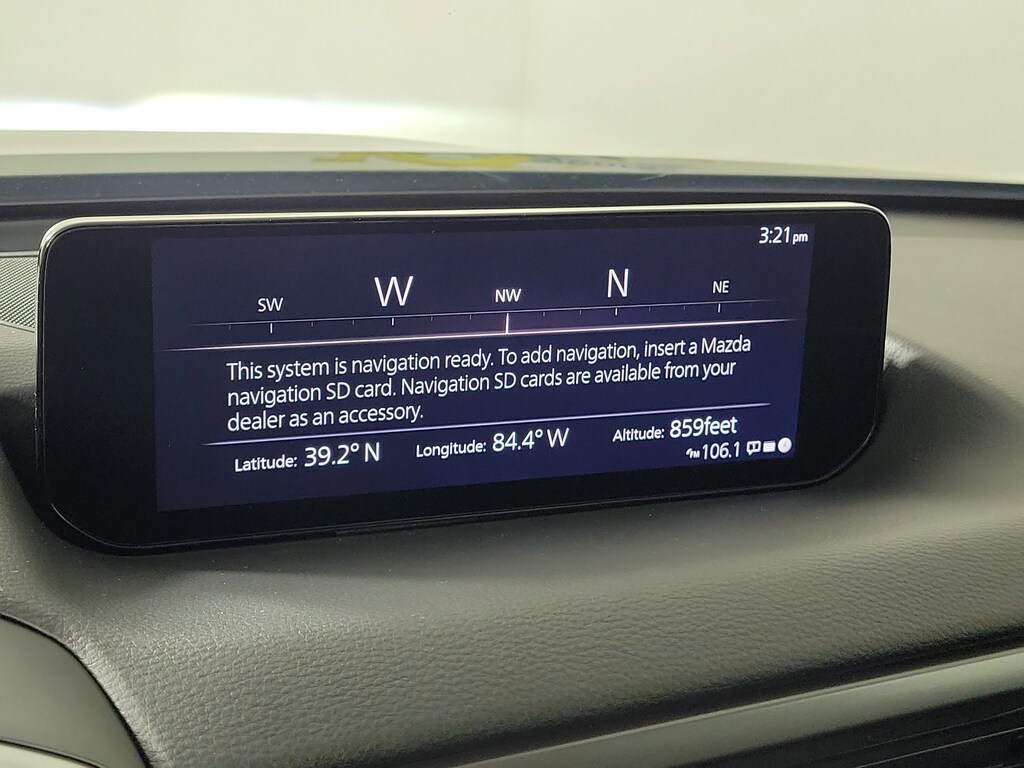 3:21pm
SW W NW N NE
This system is navigation ready. To add navigation, insert a Mazda
navigation SD card. Navigation SD cards are available from your
dealer as an accessory.
Latitude: 39.2° N Longitude: 84.4° W Altitude: 859feet
FM 106.1